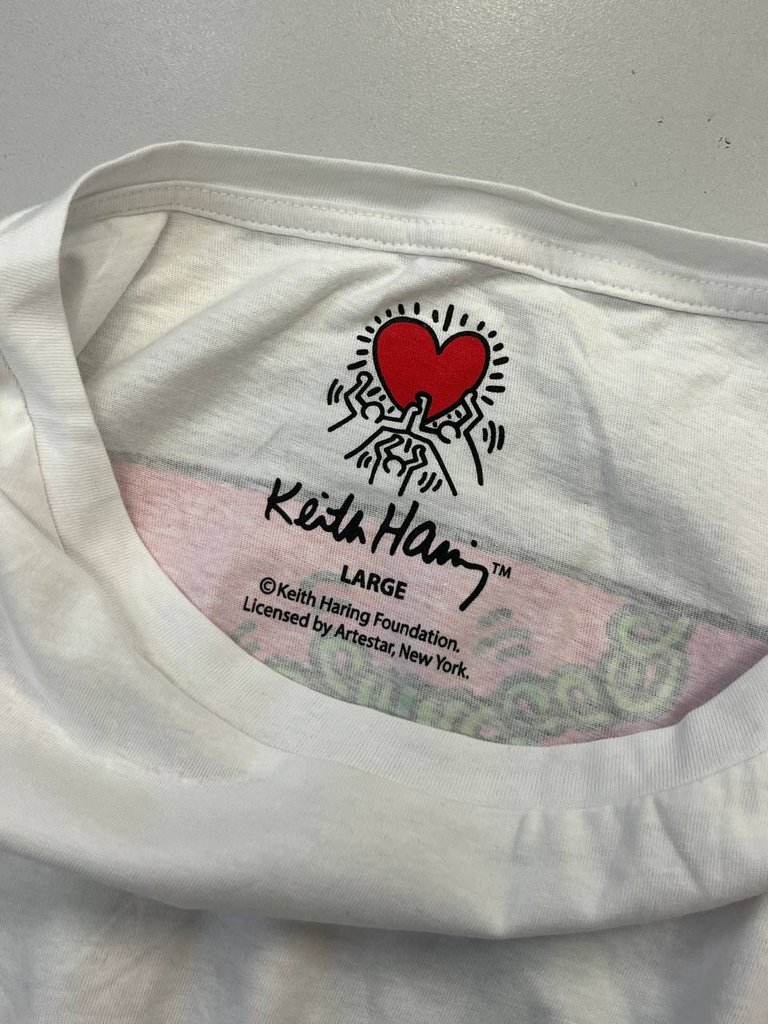 Keith Haring™
LARGE
©Keith Haring Foundation.
Licensed by Artestar, New York.